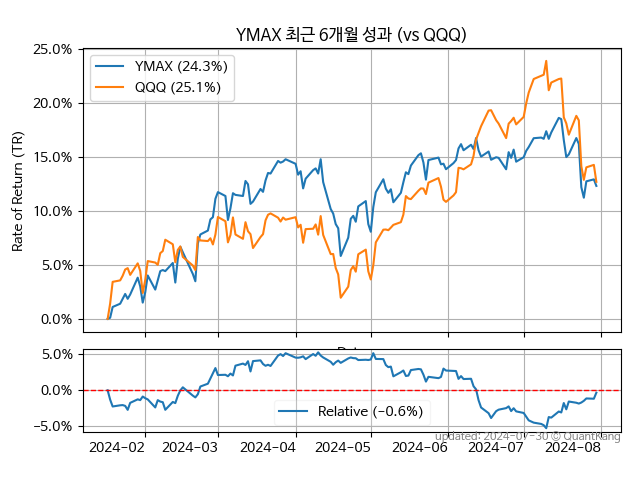 YMAX 최근 6개월 성과 (vs QQQ)
25.0%
20.0%
15.0%
10.0%
5.0%
0.0%
Rate of Return (TR)
YMAX (24.3%)
QQQ (25.1%)
5.0%
0.0%
−5.0%
Relative (−0.6%)
2024−02 2024−03 2024−04 2024−05 2024−06 2024−07 2024−08
updated: 2024−07−30 © QuantKang